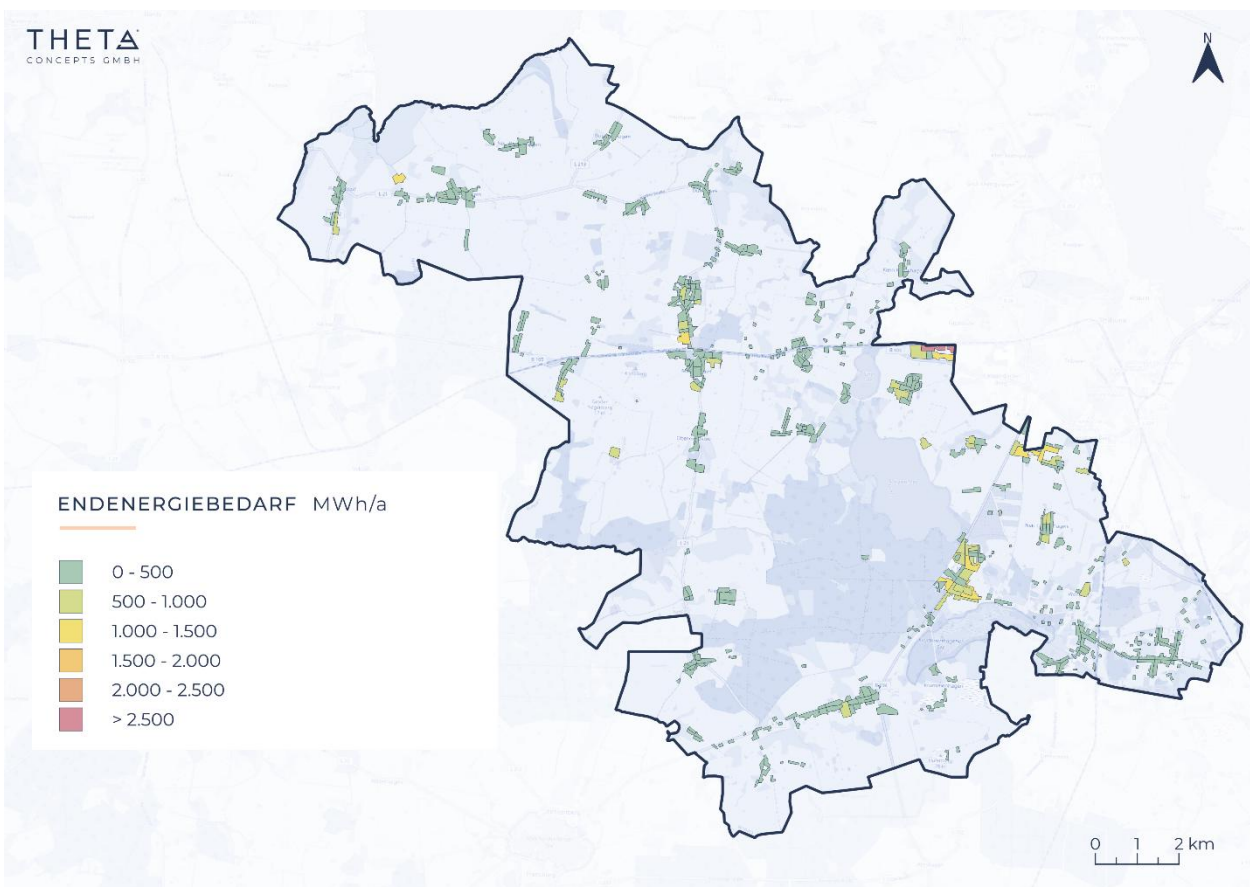 THETA
CONCEPTS GMBH
N
ENDENERGIEBEDARF MWh/a
0 - 500
500 - 1.000
1.000 - 1.500
1.500 - 2.000
2.000 - 2.500
> 2.500
0 1 2 km